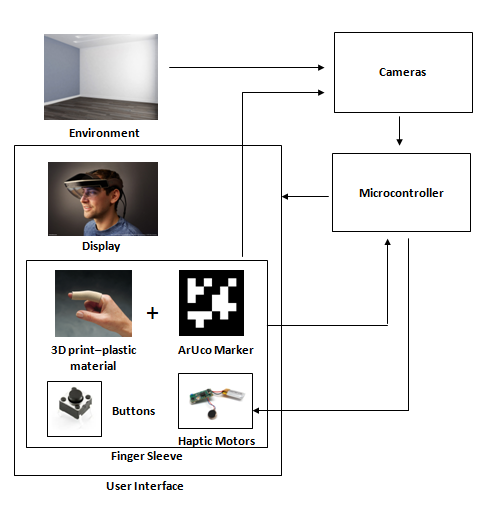 Cameras
Environment
Microcontroller
Display
+
3D print–plastic
material
ArUco Marker
Buttons
Haptic Motors
Finger Sleeve
User Interface